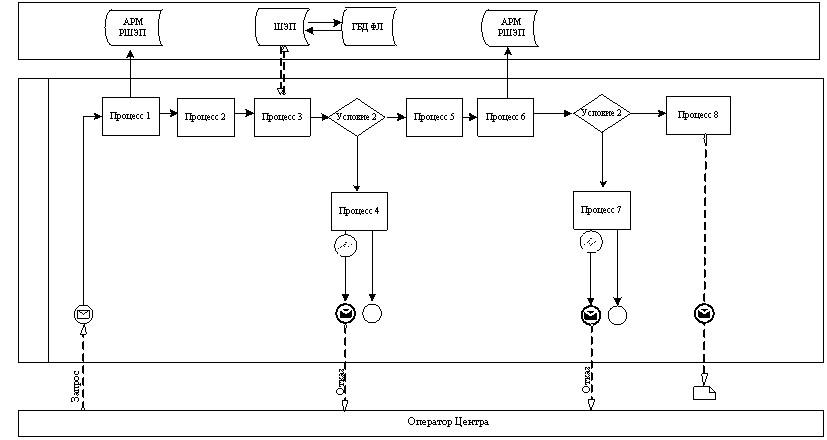 АРМ
РШЭП
ШЭП
ГБД ФЛ
АРМ
РШЭП
Процесс 1
Процесс 2
Процесс 3
Условие 2
Процесс 5
Процесс 6
Условие 2
Процесс 8
Процесс 4
Процесс 7
Запрос
Отказ
Отказ
Оператор Центра